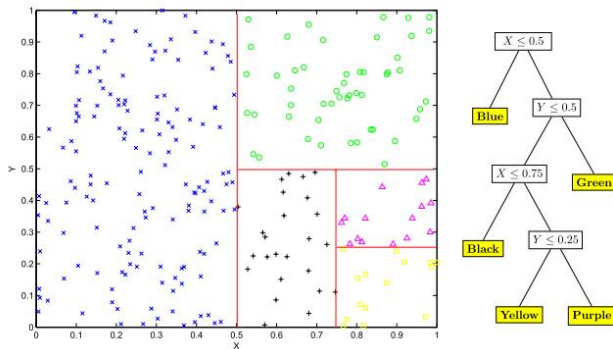 1
0.9
0.8
0.7
0.6
0.5
0.4
0.3
0.2
0.1
0
Y
0 0.1 0.2 0.3 0.4 0.5 0.6 0.7 0.8 0.9 1
X
X ≤ 0.5
Blue
Y ≤ 0.5
X ≤ 0.75
Green
Black
Y ≤ 0.25
Yellow
Purple